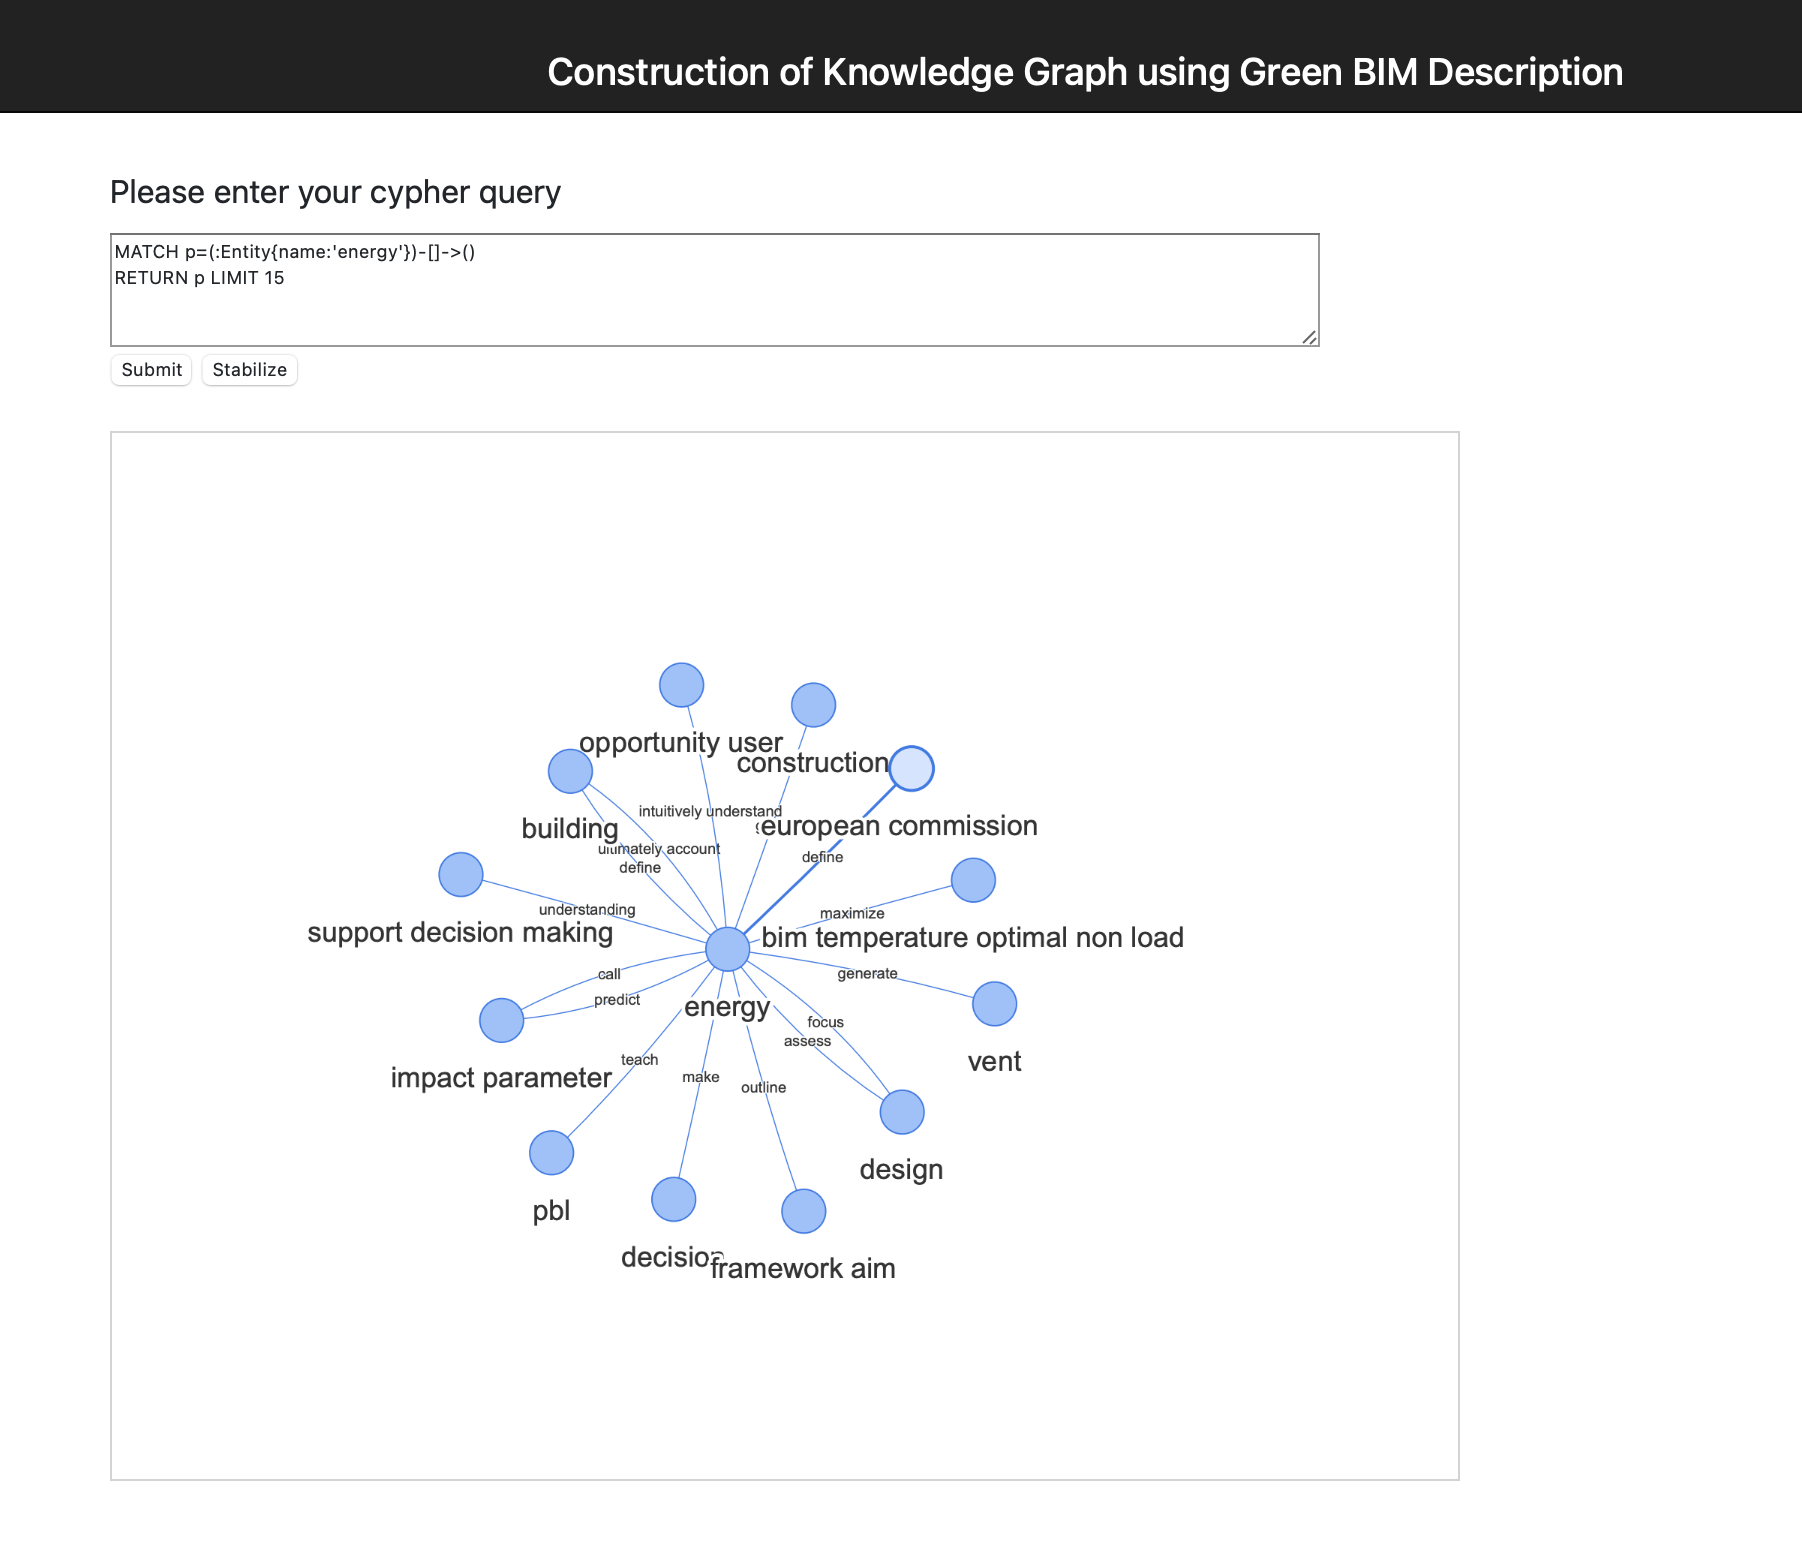 Construction of Knowledge Graph using Green BIM Description
Please enter your cypher query
MATCH p=(:Entity{name:'energy'})-[]->()
RETURN p LIMIT 15
Submit
Stabilize
opportunity user
construction
building
intuitively understand
european commission
ultimately account
define
define
understanding
maximize
support decision making
bim temperature optimal non load
call
generate
predict
energy
focus
assess
vent
teach
impact parameter
make
outline
design
pbl
decision
framework aim